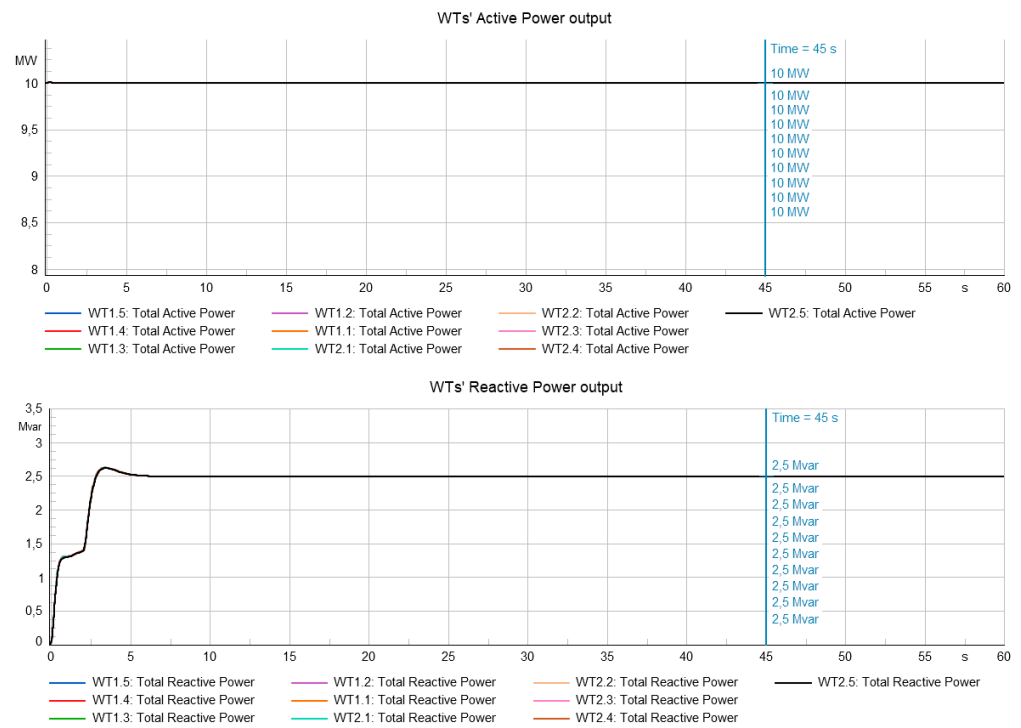 WTs' Active Power output
MW
10
9,5
9
8,5
8
0 5 10 15 20 25 30 35 40 45 50 55 s 60
Time = 45 s
10 MW
10 MW
10 MW
10 MW
10 MW
10 MW
10 MW
10 MW
10 MW
10 MW
WT1.5: Total Active Power WT1.2: Total Active Power WT2.2: Total Active Power WT2.5: Total Active Power
WT1.4: Total Active Power WT1.1: Total Active Power WT2.3: Total Active Power
WT1.3: Total Active Power WT2.1: Total Active Power WT2.4: Total Active Power
WTs' Reactive Power output
3,5
Mvar
3
2,5
2
1,5
1
0,5
0
0 5 10 15 20 25 30 35 40 45 50 55 s 60
Time = 45 s
2,5 Mvar
2,5 Mvar
2,5 Mvar
2,5 Mvar
2,5 Mvar
2,5 Mvar
2,5 Mvar
2,5 Mvar
2,5 Mvar
2,5 Mvar
WT1.5: Total Reactive Power WT1.2: Total Reactive Power WT2.2: Total Reactive Power WT2.5: Total Reactive Power
WT1.4: Total Reactive Power WT1.1: Total Reactive Power WT2.3: Total Reactive Power
WT1.3: Total Reactive Power WT2.1: Total Reactive Power WT2.4: Total Reactive Power